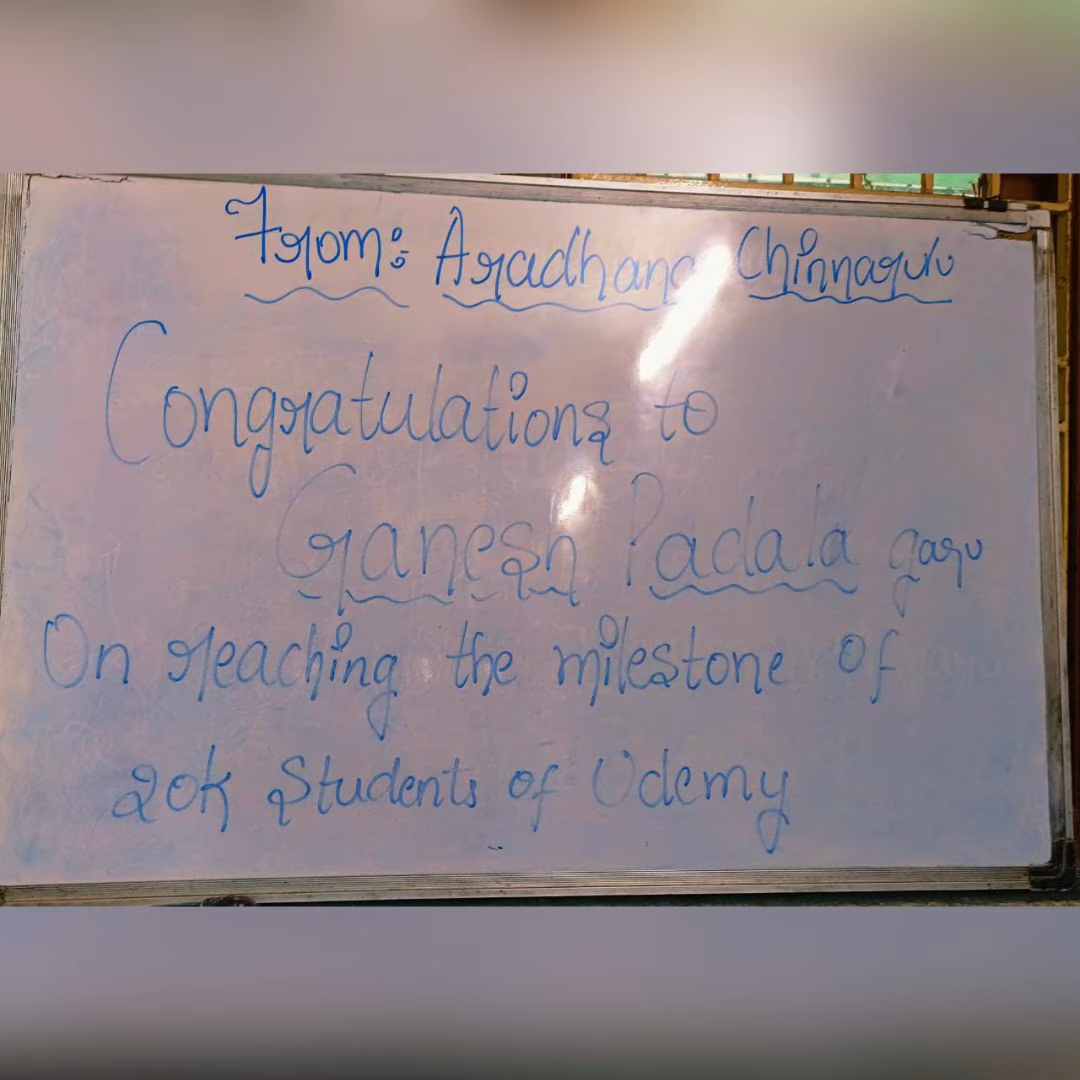 From: Aradhana Chinnarulu
Congratulations to
Ganesh Padala garu
On reaching the milestone of
20k Students of Udemy